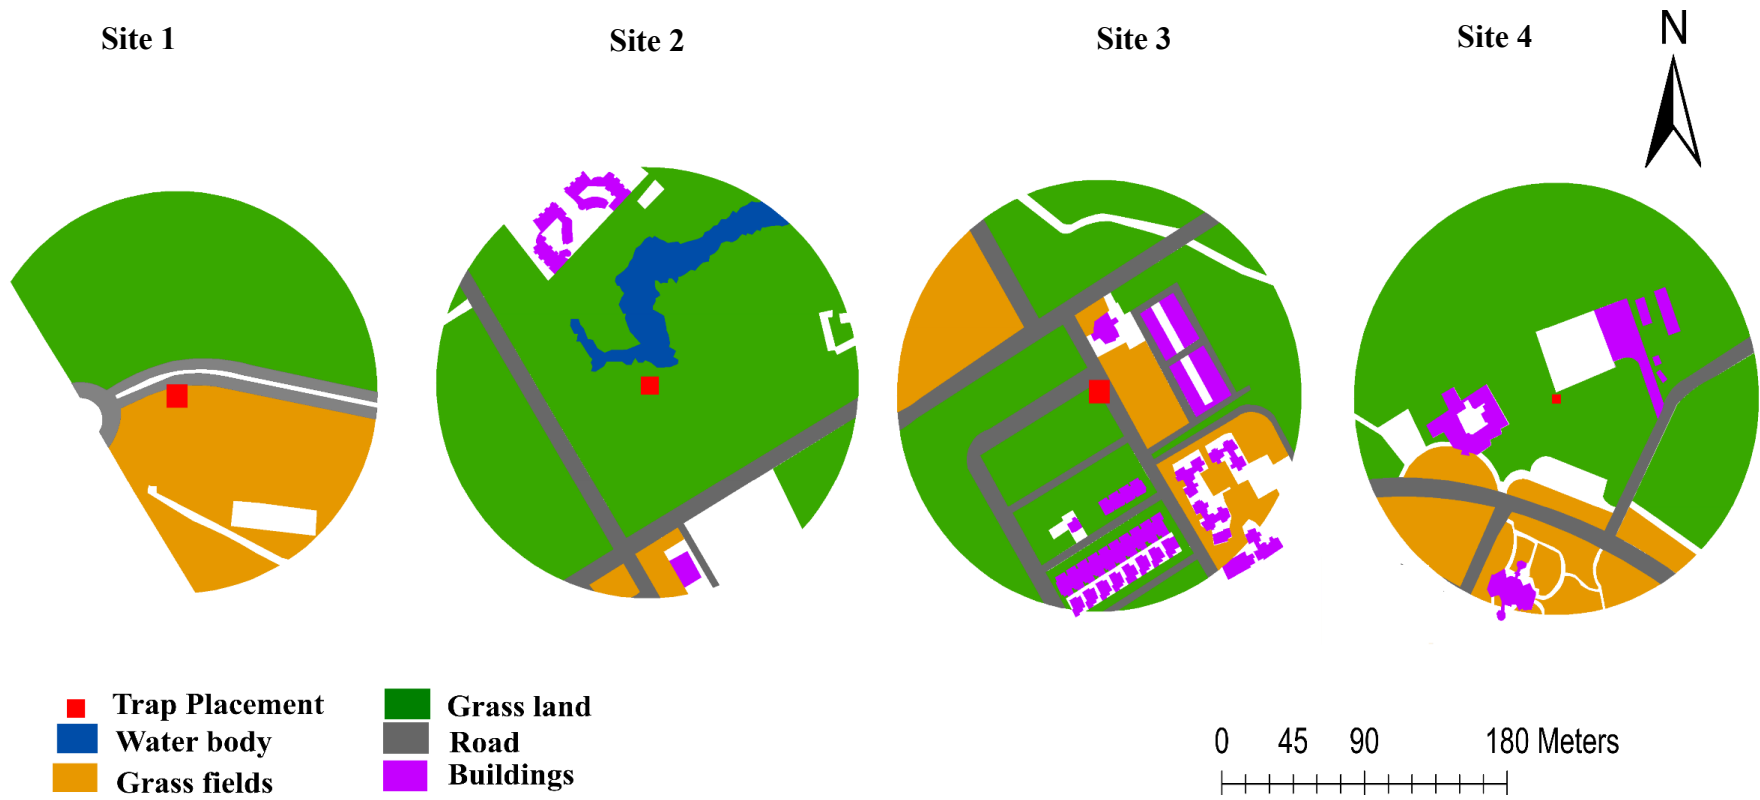 Site 1
Site 2
Site 3
Site 4
N
Trap Placement
Water body
Grass fields
Grass land
Road
Buildings
0 45 90 180 Meters